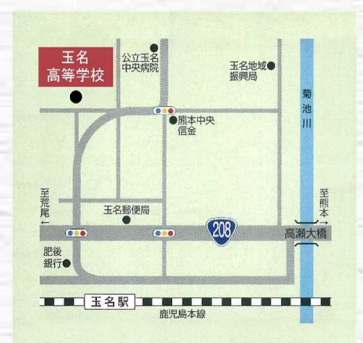 玉名
高等学校
公立玉名
中央病院
玉名地域
振興局
菊池川
熊本中央
信金
至荒尾
↑
玉名郵便局
208
至熊本
↓
高瀬大橋
肥後
銀行
玉名駅
鹿児島本線